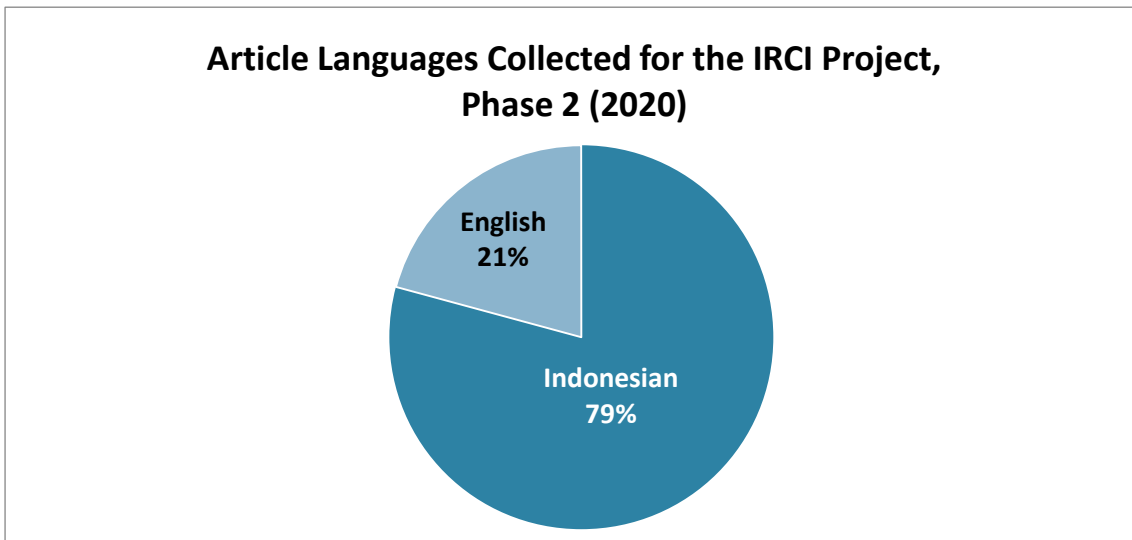 Article Languages Collected for the IRCI Project,
Phase 2 (2020)
English
21%
Indonesian
79%